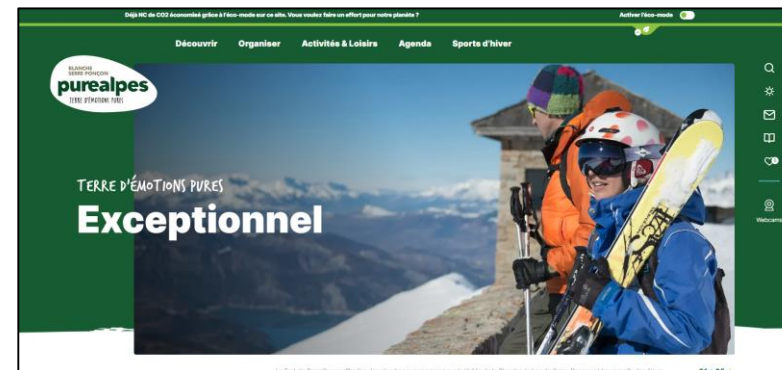 Déjà NC de CO2 économisé grâce à l'éco-mode sur ce site. Vous voulez faire un effort pour notre planète ?
Activer l'éco-mode
Découvrir Organiser Activités & Loisirs Agenda Sports d'hiver
BLANCHE
SERRE PONÇON
purealpes
TERRE D'ÉMOTIONS PURES
TERRE D'ÉMOTIONS PURES
Exceptionnel
Webcams